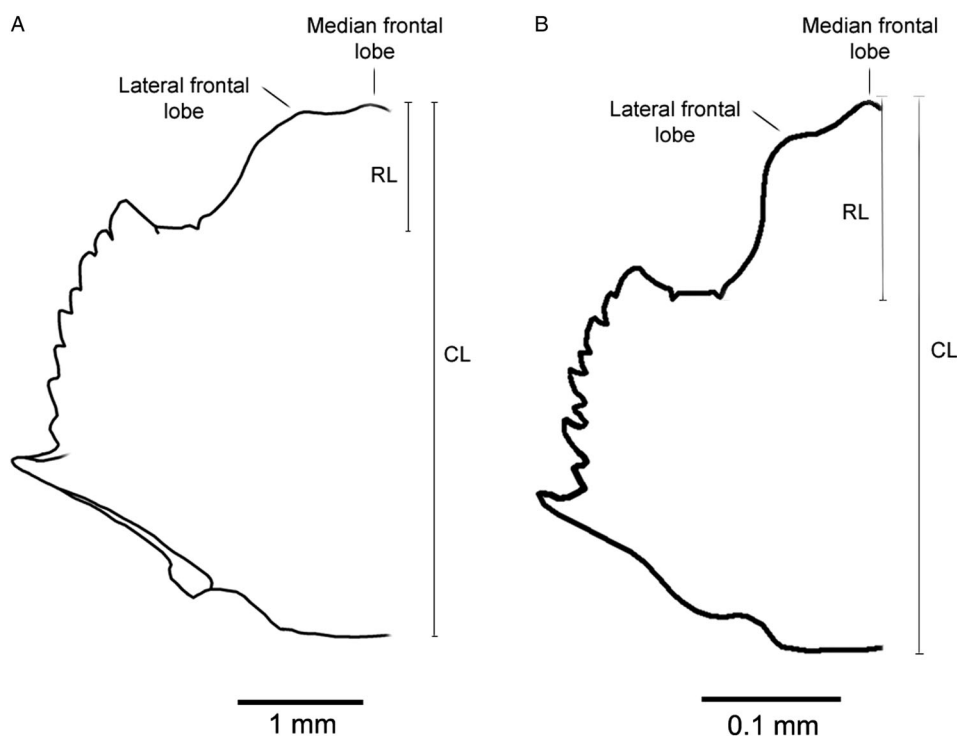 A
Median frontal
lobe
Lateral frontal
lobe
RL
CL
1 mm
B
Median frontal
lobe
Lateral frontal
lobe
RL
CL
0.1 mm